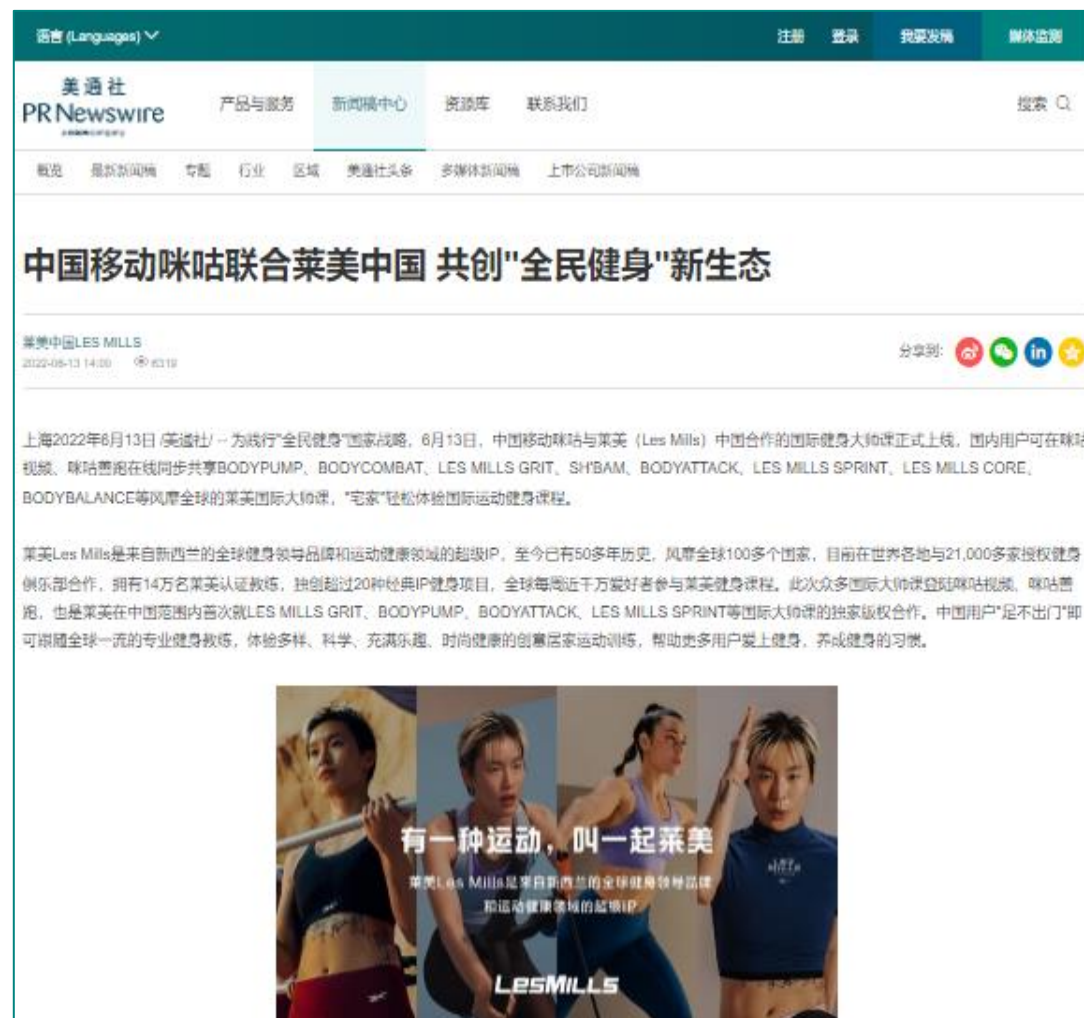 语言 (Languages)
注册 登录 我要发稿 媒体监测
美通社
PR Newswire
产品与服务 新闻稿中心 资源库 联系我们 搜索
概览 最新新闻稿 专题 行业 区域 美通社头条 多媒体新闻稿 上市公司新闻稿
中国移动咪咕联合莱美中国 共创"全民健身"新生态
莱美中国LES MILLS
2022-06-13 14:00
分享到:
上海2022年6月13日 /美通社/ -- 为践行"全民健身"国家战略，6月13日，中国移动咪咕与莱美（Les Mills）中国合作的国际健身大师课正式上线，国内用户可在咪咕
视频、咪咕善跑在线同步共享BODYPUMP、BODYCOMBAT、LES MILLS GRIT、SH'BAM、BODYATTACK、LES MILLS SPRINT、LES MILLS CORE、
BODYBALANCE等风靡全球的莱美国际大师课，"宅家"轻松体验国际运动健身课程。
莱美Les Mills是来自新西兰的全球健身领导品牌和运动健康领域的超级IP，至今已有50多年历史，风靡全球100多个国家，目前在世界各地与21,000多家授权健身
俱乐部合作，拥有14万名莱美认证教练，独创超过20种经典IP健身项目，全球每周近千万爱好者参与莱美健身课程。此次众多国际大师课登陆咪咕视频、咪咕善
跑，也是莱美在中国范围内首次就LES MILLS GRIT、BODYPUMP、BODYATTACK、LES MILLS SPRINT等国际大师课的独家版权合作。中国用户"足不出门"即
可跟随全球一流的专业健身教练，体验多样、科学、充满乐趣、时尚健康的创意居家运动训练，帮助更多用户爱上健身，养成健身的习惯。
有一种运动，叫一起莱美
莱美Les Mills是来自新西兰的全球健身领导品牌
和运动健康领域的超级IP
LesMILLS